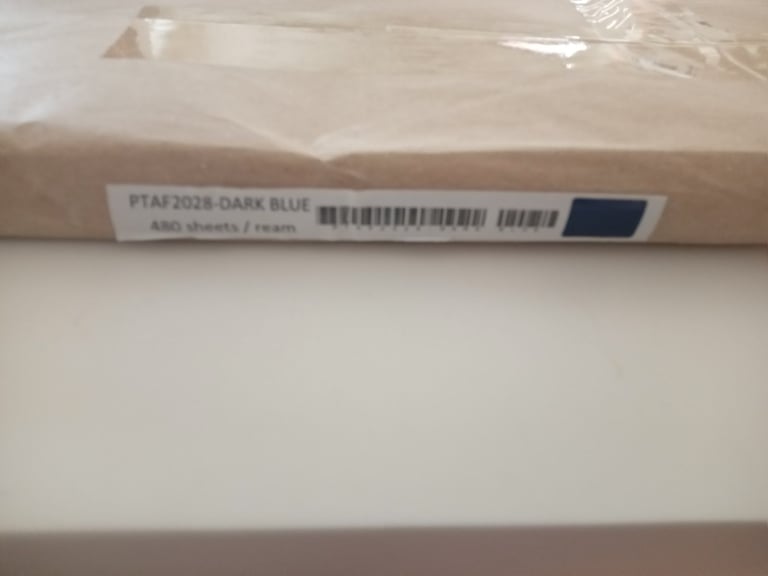 PTAF2028-DARK BLUE
480 sheets / ream